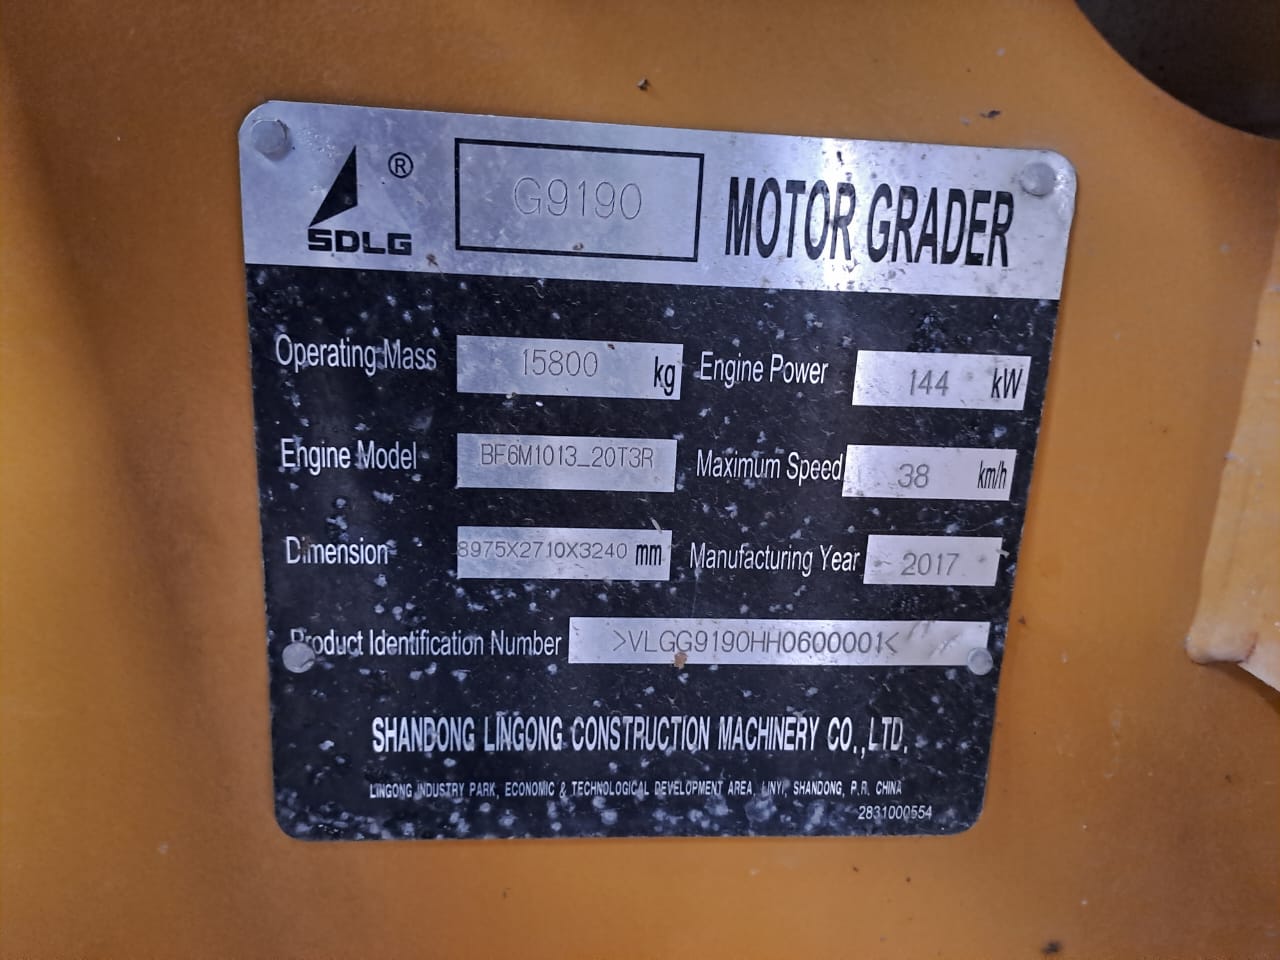 SDLG ® G9190 MOTOR GRADER
Operating Mass 15800 kg Engine Power 144 kW
Engine Model BF6M1013_20T3R Maximum Speed 38 km/h
Dimension 8975X2710X3240 mm Manufacturing Year 2017
Product Identification Number >VLGG9190HH0600001<
SHANDONG LINGONG CONSTRUCTION MACHINERY CO.,LTD.
LINGONG INDUSTRY PARK, ECONOMIC & TECHNOLOGICAL DEVELOPMENT AREA, LINYI, SHANDONG, P.R. CHINA
2831000554